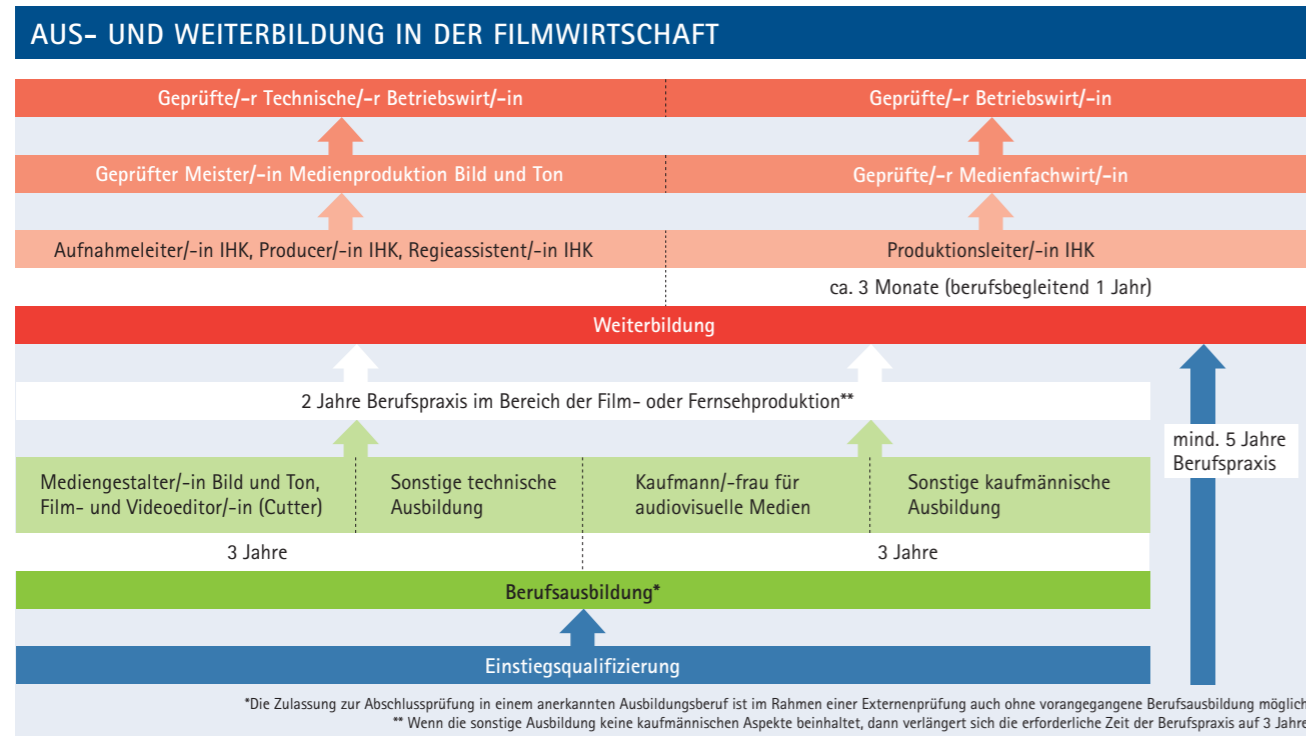 AUS- UND WEITERBILDUNG IN DER FILMWIRTSCHAFT
Geprüfte/-r Technische/-r Betriebswirt/-in
Geprüfte/-r Betriebswirt/-in
Geprüfter Meister/-in Medienproduktion Bild und Ton
Geprüfte/-r Medienfachwirt/-in
Aufnahmeleiter/-in IHK, Producer/-in IHK, Regieassistent/-in IHK
Produktionsleiter/-in IHK
ca. 3 Monate (berufsbegleitend 1 Jahr)
Weiterbildung
2 Jahre Berufspraxis im Bereich der Film- oder Fernsehproduktion**
mind. 5 Jahre
Berufspraxis
Mediengestalter/-in Bild und Ton,
Film- und Videoeditor/-in (Cutter)
Sonstige technische
Ausbildung
Kaufmann/-frau für
audiovisuelle Medien
Sonstige kaufmännische
Ausbildung
3 Jahre
3 Jahre
Berufsausbildung*
Einstiegsqualifizierung
*Die Zulassung zur Abschlussprüfung in einem anerkannten Ausbildungsberuf ist im Rahmen einer Externenprüfung auch ohne vorangegangene Berufsausbildung möglich
** Wenn die sonstige Ausbildung keine kaufmännischen Aspekte beinhaltet, dann verlängert sich die erforderliche Zeit der Berufspraxis auf 3 Jahre